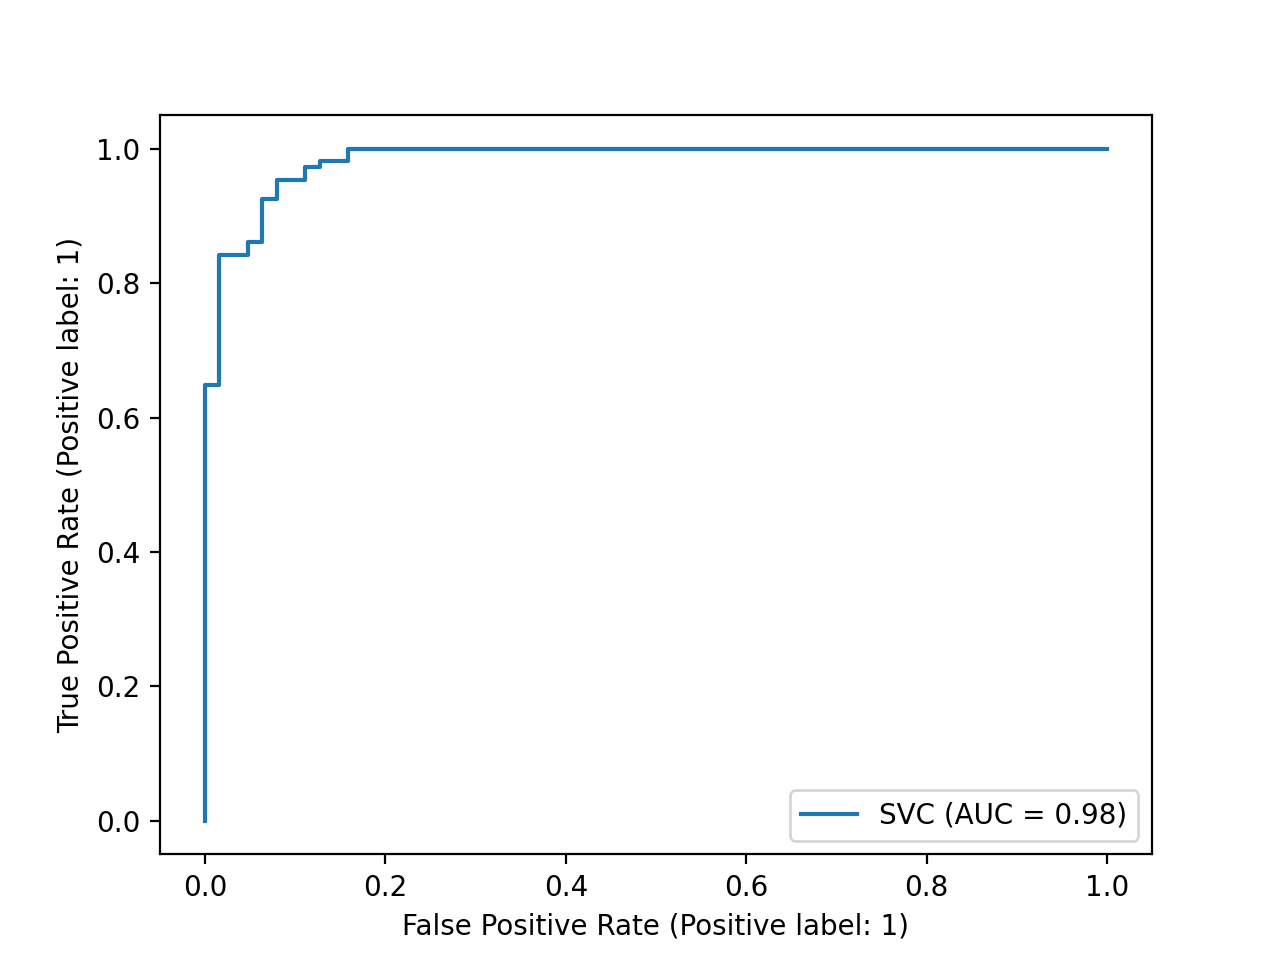 1.0
0.8
0.6
0.4
0.2
0.0
True Positive Rate (Positive label: 1)
SVC (AUC = 0.98)
0.0 0.2 0.4 0.6 0.8 1.0
False Positive Rate (Positive label: 1)